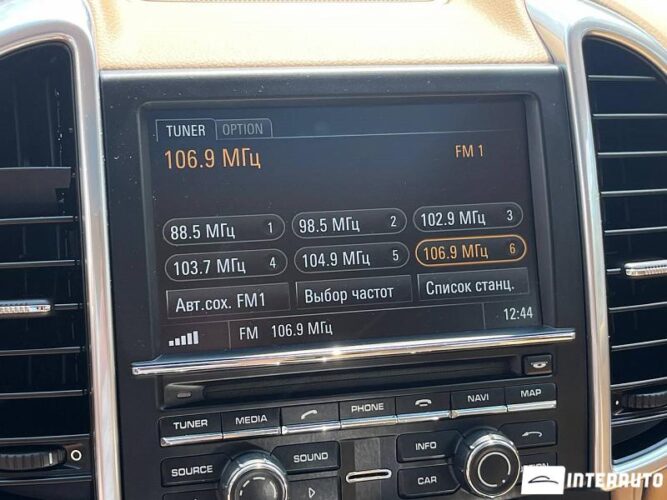 TUNER OPTION
106.9 МГц FM 1
88.5 МГц 1 98.5 МГц 2 102.9 МГц 3
103.7 МГц 4 104.9 МГц 5 106.9 МГц 6
Авт.сох. FM1 Выбор частот Список станц.
FM 106.9 МГц 12:44
TUNER MEDIA PHONE NAVI MAP
SOURCE SOUND INFO
CAR
INTERAUTO